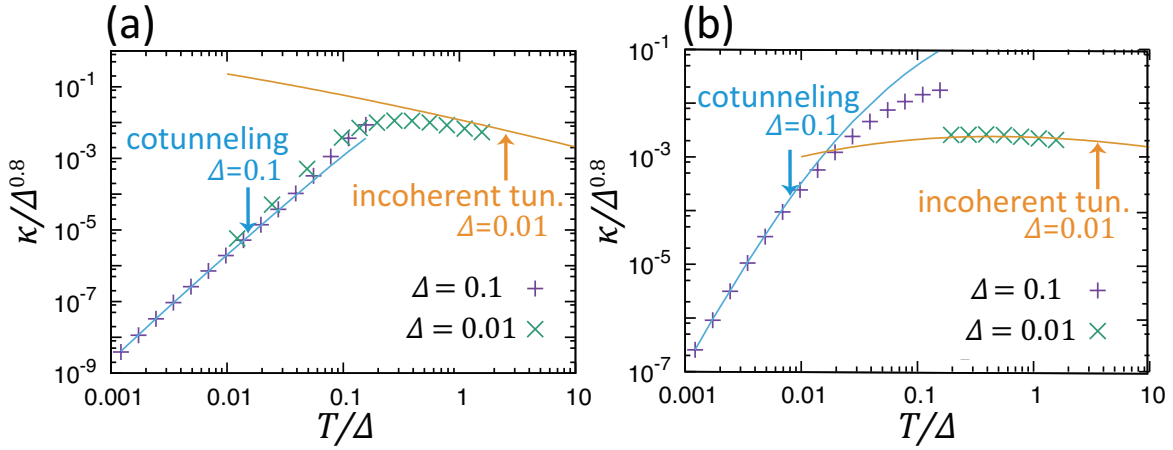 (a)
κ/Δ^0.8
10^-1
10^-3
10^-5
10^-7
10^-9
cotunneling
Δ=0.1
incoherent tun.
Δ=0.01
Δ = 0.1
Δ = 0.01
0.001
0.01
0.1
1
10
T/Δ
(b)
κ/Δ^0.8
10^-1
10^-3
10^-5
10^-7
cotunneling
Δ=0.1
incoherent tun.
Δ=0.01
Δ = 0.1
Δ = 0.01
0.001
0.01
0.1
1
10
T/Δ